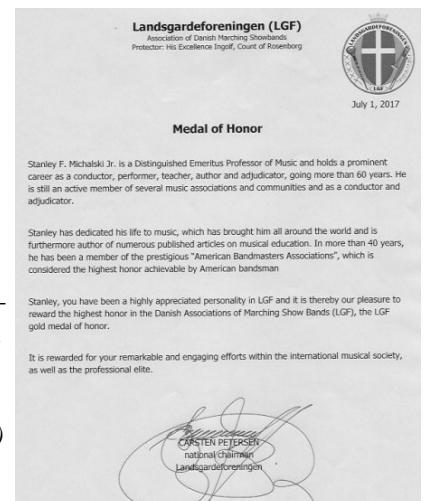 Landsgardeforeningen (LGF)
Association of Danish Marching Showbands
Protector: His Excellence Ingolf, Count of Rosenborg
LANDSGARDEFORENINGEN
LGF
July 1, 2017
Medal of Honor
Stanley F. Michalski Jr. is a Distinguished Emeritus Professor of Music and holds a prominent
career as a conductor, performer, teacher, author and adjudicator, going more than 60 years. He
is still an active member of several music associations and communities and as a conductor and
adjudicator.
Stanley has dedicated his life to music, which has brought him all around the world and is
furthermore author of numerous published articles on musical education. In more than 40 years,
he has been a member of the prestigious "American Bandmasters Associations", which is
considered the highest honor achievable by American bandsman
Stanley, you have been a highly appreciated personality in LGF and it is thereby our pleasure to
reward the highest honor in the Danish Associations of Marching Show Bands (LGF), the LGF
gold medal of honor.
It is rewarded for your remarkable and engaging efforts within the international musical society,
as well as the professional elite.
CARSTEN PETERSEN
national chairman
Landsgardeforeningen